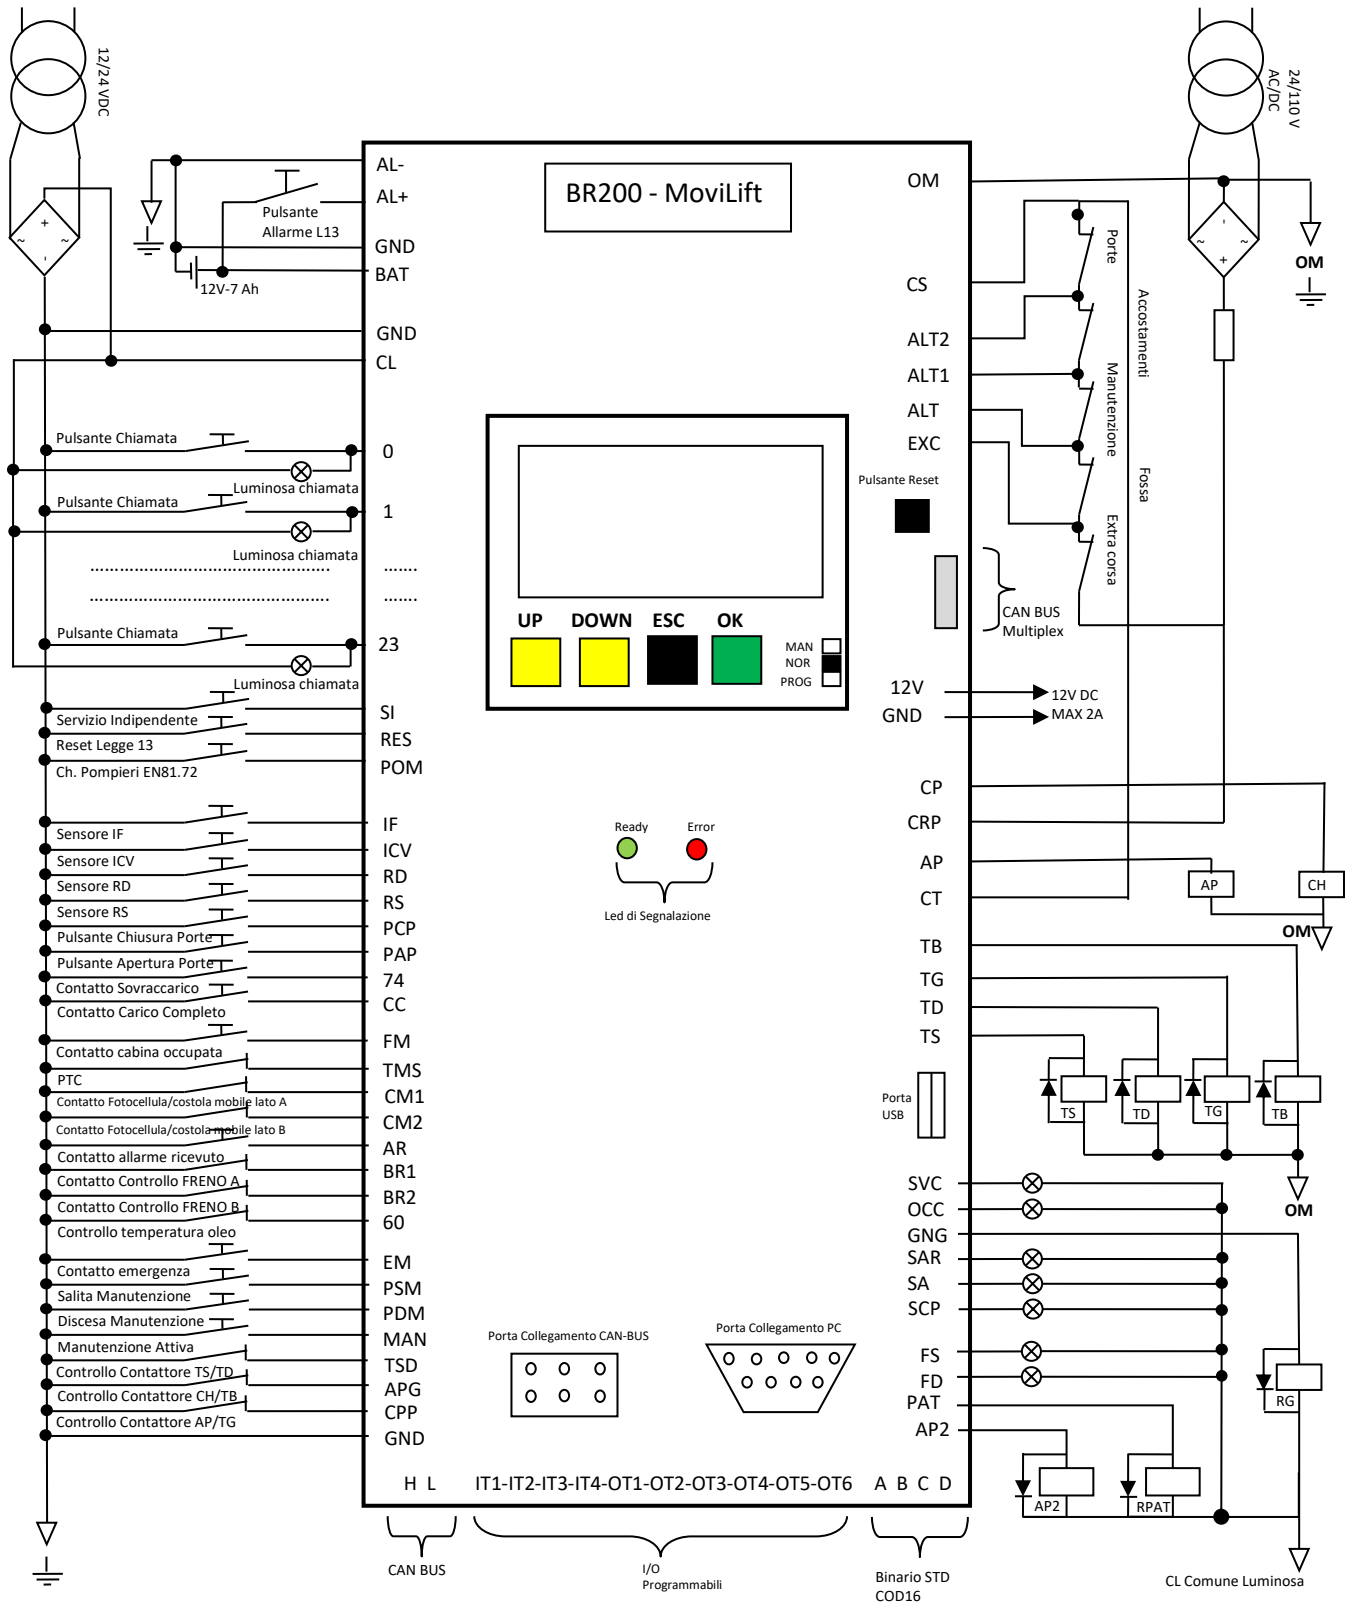 12/24 VDC
24/110 V
AC/DC
BR200 - MoviLift
AL-
AL+
Pulsante
Allarme L13
GND
BAT
12V-7 Ah
GND
CL
+
~
~
-
Pulsante Chiamata
0
Luminosa chiamata
Pulsante Chiamata
1
Luminosa chiamata
................................................
.......
................................................
.......
Pulsante Chiamata
23
Luminosa chiamata
SI
Servizio Indipendente
RES
Reset Legge 13
POM
Ch. Pompieri EN81.72
IF
Sensore IF
ICV
Sensore ICV
RD
Sensore RD
RS
Sensore RS
PCP
Pulsante Chiusura Porte
PAP
Pulsante Apertura Porte
74
Contatto Sovraccarico
CC
Contatto Carico Completo
FM
Contatto cabina occupata
TMS
PTC
CM1
Contatto Fotocellula/costola mobile lato A
CM2
Contatto Fotocellula/costola mobile lato B
AR
Contatto allarme ricevuto
BR1
Contatto Controllo FRENO A
BR2
Contatto Controllo FRENO B
60
Controllo temperatura oleo
EM
Contatto emergenza
PSM
Salita Manutenzione
PDM
Discesa Manutenzione
MAN
Manutenzione Attiva
TSD
Controllo Contattore TS/TD
APG
Controllo Contattore CH/TB
CPP
Controllo Contattore AP/TG
GND
UP DOWN ESC OK
MAN
NOR
PROG
Ready Error
Led di Segnalazione
Porta Collegamento CAN-BUS
Porta Collegamento PC
H L
IT1-IT2-IT3-IT4-OT1-OT2-OT3-OT4-OT5-OT6
A B C D
CAN BUS
I/O
Programmabili
Binario STD
COD16
OM
-
~
~
+
OM
CS
ALT2
ALT1
ALT
EXC
Porte
Accostamenti
Manutenzione
Fossa
Extra corsa
Pulsante Reset
CAN BUS
Multiplex
12V
GND
12V DC
MAX 2A
CP
CRP
AP
CT
AP
CH
OM
TB
TG
TD
TS
TS
TD
TG
TB
OM
Porta
USB
SVC
OCC
GNG
SAR
SA
SCP
FS
FD
PAT
AP2
RG
AP2
RPAT
CL Comune Luminosa